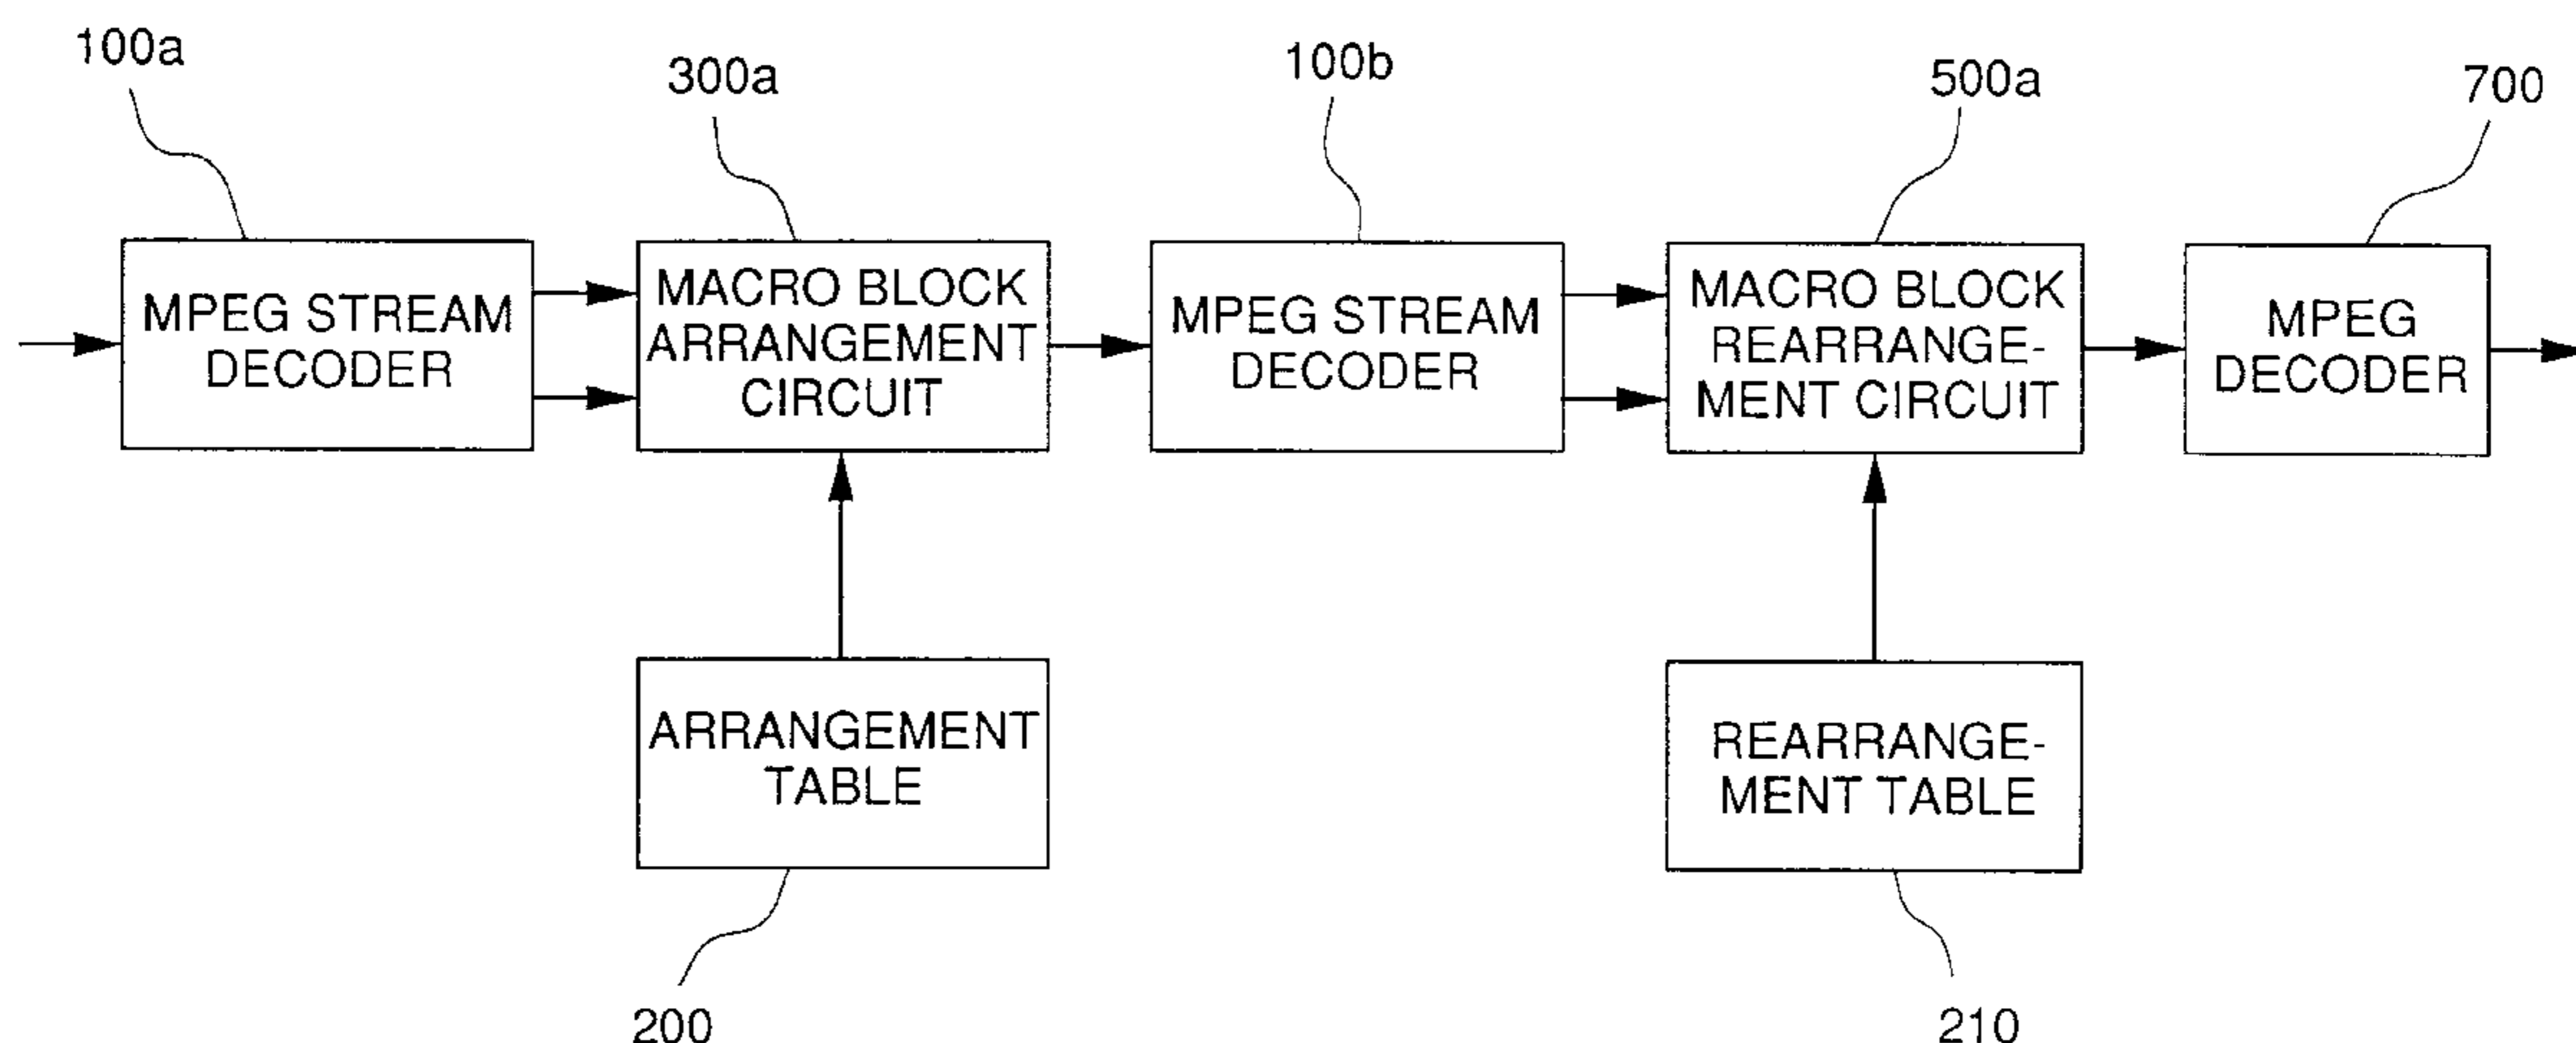 100a
300a
100b
500a
700
MPEG STREAM
DECODER
MACRO BLOCK
ARRANGEMENT
CIRCUIT
MPEG STREAM
DECODER
MACRO BLOCK
REARRANGE-
MENT CIRCUIT
MPEG
DECODER
ARRANGEMENT
TABLE
REARRANGE-
MENT TABLE
200
210